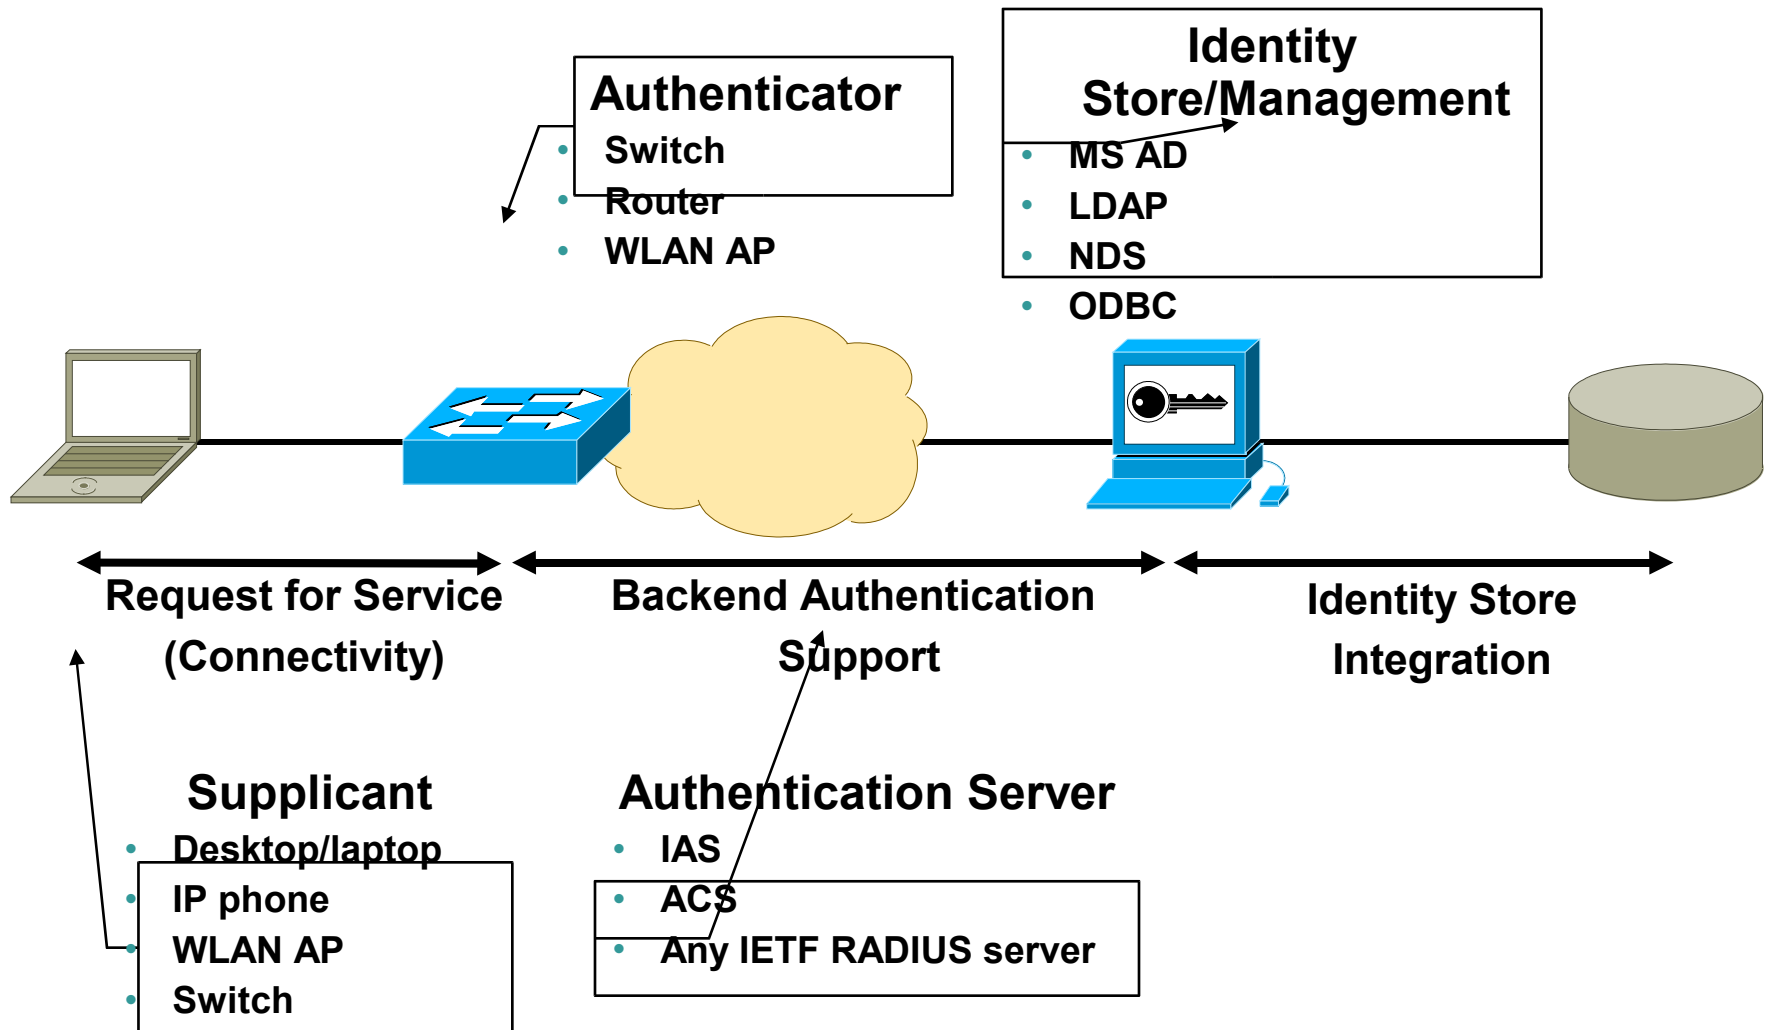 Authenticator
• Switch
• Router
• WLAN AP
Identity
Store/Management
• MS AD
• LDAP
• NDS
• ODBC
Request for Service
(Connectivity)
Backend Authentication
Support
Identity Store
Integration
Supplicant
• Desktop/laptop
• IP phone
• WLAN AP
• Switch
Authentication Server
• IAS
• ACS
• Any IETF RADIUS server